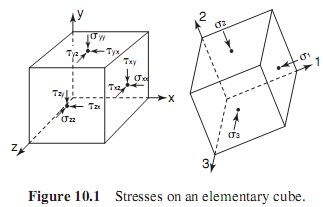 y
2
σyy
σ2
τyz
τyx
τxy
σ1
1
σxx
τxz
τzy
τzx
x
σzz
σ3
z
3
Figure 10.1 Stresses on an elementary cube.